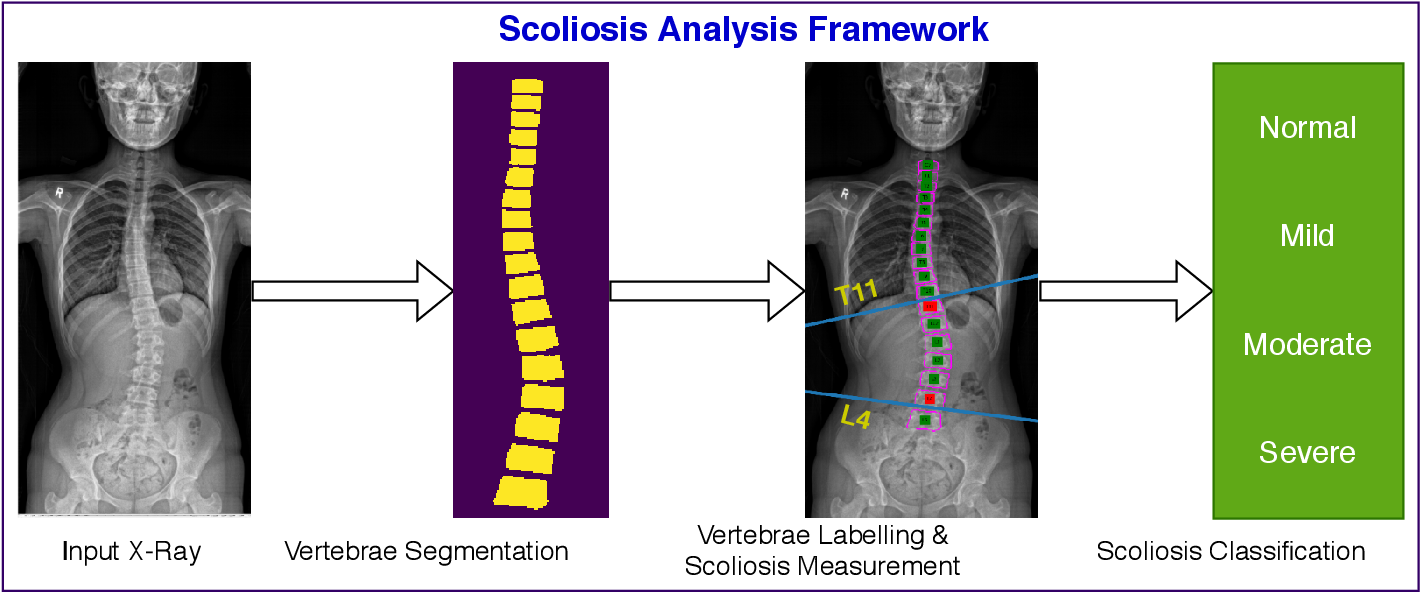 Scoliosis Analysis Framework
R
R
T11
L4
Normal
Mild
Moderate
Severe
Input X-Ray
Vertebrae Segmentation
Vertebrae Labelling &
Scoliosis Measurement
Scoliosis Classification